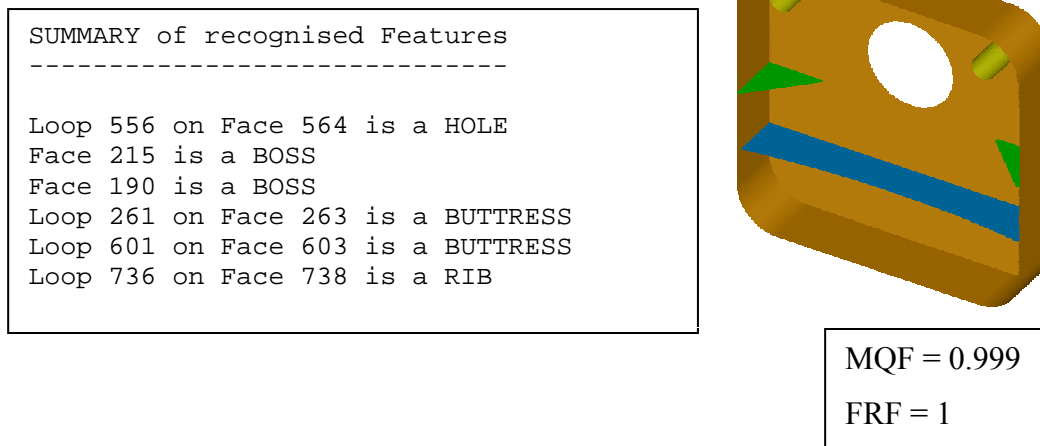 SUMMARY of recognised Features
------------------------------
Loop 556 on Face 564 is a HOLE
Face 215 is a BOSS
Face 190 is a BOSS
Loop 261 on Face 263 is a BUTTRESS
Loop 601 on Face 603 is a BUTTRESS
Loop 736 on Face 738 is a RIB
MQF = 0.999
FRF = 1